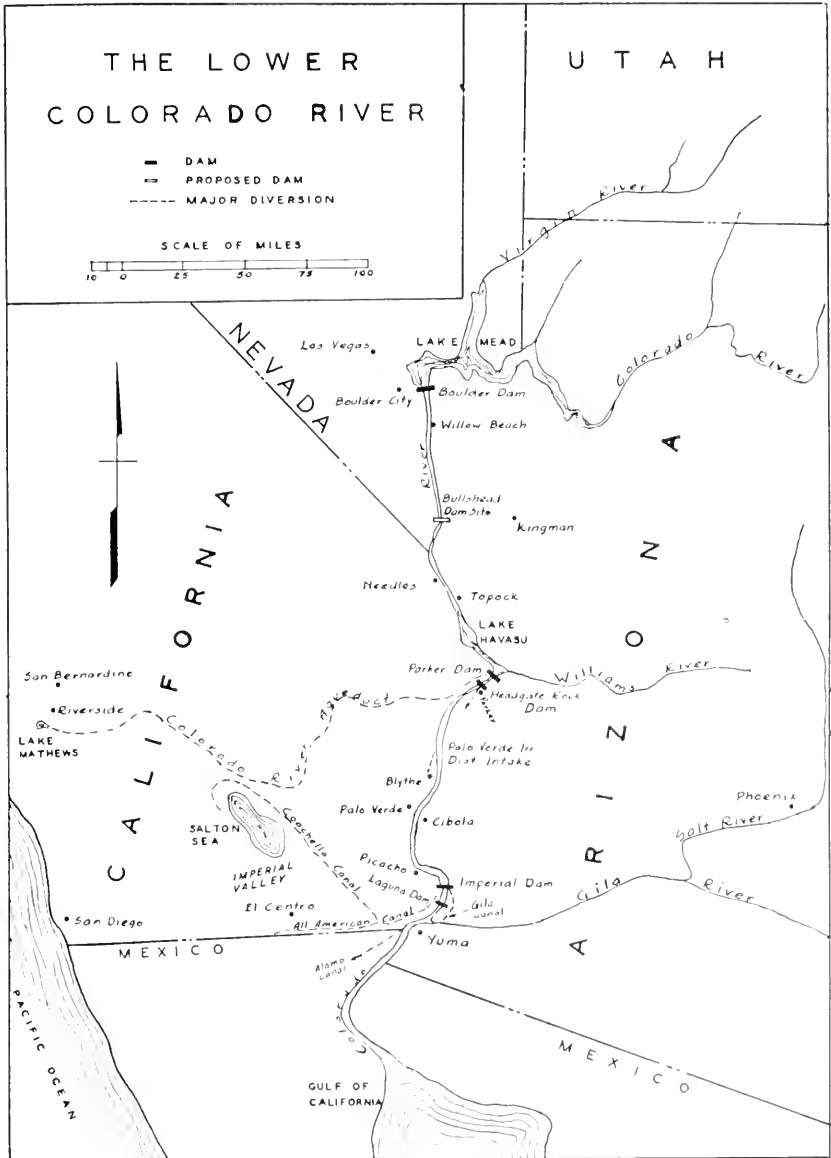 THE LOWER
COLORADO RIVER
DAM
PROPOSED DAM
MAJOR DIVERSION
SCALE OF MILES
10 0 25 50 75 100
UTAH
Virgin River
NEVADA
Las Vegas
LAKE MEAD
Colorado River
Boulder City
Boulder Dam
Willow Beach
River
Bullshead
Dam Site
Kingman
Needles
Topock
LAKE
HAVASU
CALIFORNIA
ARIZONA
San Bernardino
Riverside
LAKE
MATHEWS
Colorado River Aqueduct
Parker Dam
Williams River
Parker
Headgate Rock
Dam
Palo Verde Irr
Dist Intake
Blythe
Palo Verde
Cibola
Phoenix
Salt River
SALTON
SEA
Coachella Canal
IMPERIAL
VALLEY
Picacho
Laguna Dam
Imperial Dam
Gila
Canal
Gila River
El Centro
All American Canal
San Diego
MEXICO
Yuma
Alamo
Canal
Colorado
PACIFIC OCEAN
GULF OF
CALIFORNIA
MEXICO